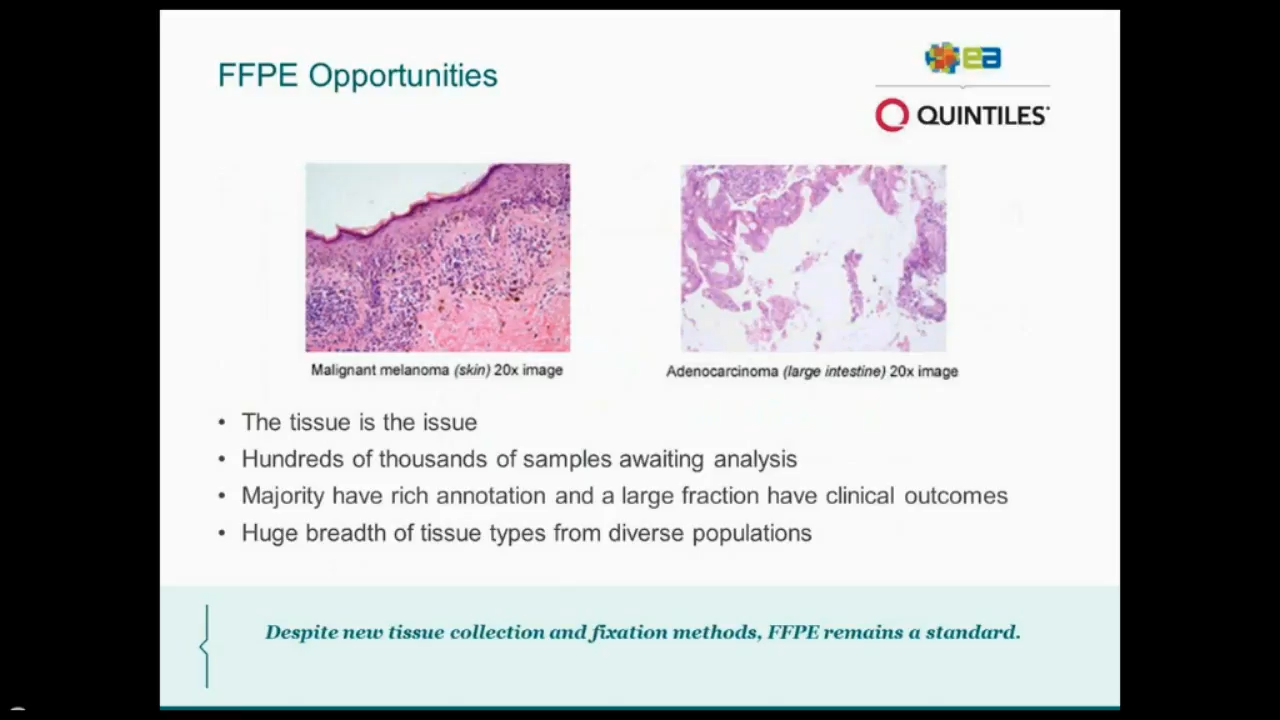 FFPE Opportunities
ea
QUINTILES
Malignant melanoma (skin) 20x image
Adenocarcinoma (large intestine) 20x image
• The tissue is the issue
• Hundreds of thousands of samples awaiting analysis
• Majority have rich annotation and a large fraction have clinical outcomes
• Huge breadth of tissue types from diverse populations
Despite new tissue collection and fixation methods, FFPE remains a standard.